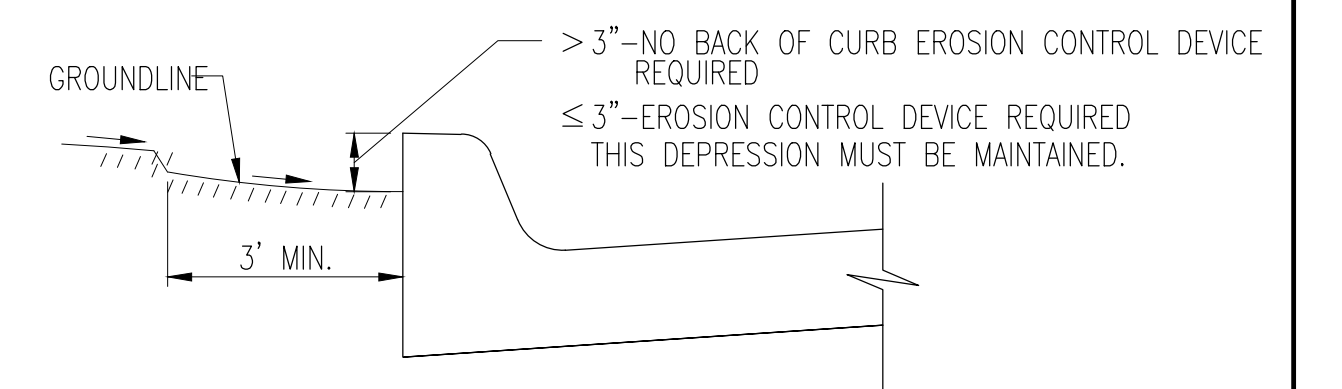 > 3"-NO BACK OF CURB EROSION CONTROL DEVICE
REQUIRED
GROUNDLINE
≤ 3"-EROSION CONTROL DEVICE REQUIRED
THIS DEPRESSION MUST BE MAINTAINED.
3' MIN.